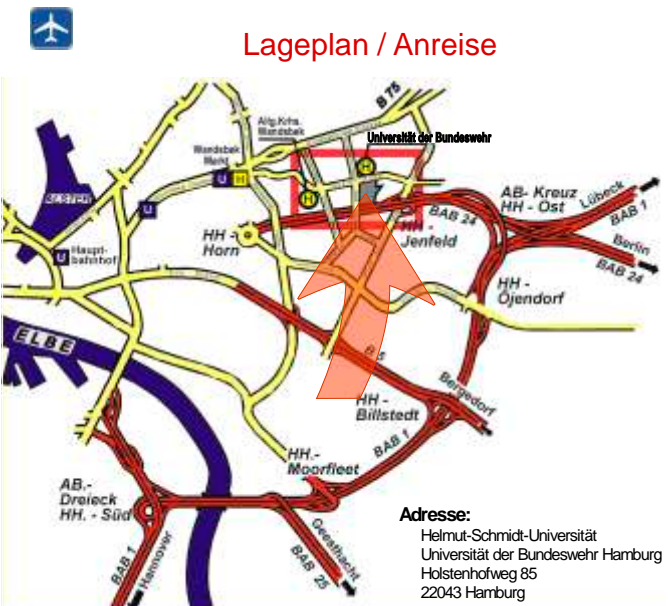 Lageplan / Anreise
B 75
Allg.Krhs.
Wandsbek
Universität der Bundeswehr
Wandsbek
Markt
U
H
H
H
ALSTER
U
U
Haupt-
bahnhof
HH -
Horn
HH -
Jenfeld
BAB 24
AB- Kreuz
HH - Ost
Lübeck
BAB 1
Berlin
BAB 24
HH -
Öjendorf
ELBE
B 5
HH -
Billstedt
Bergedorf
BAB 1
HH.-
Moorfleet
AB.-
Dreieck
HH. - Süd
BAB 1
Hannover
Geesthacht
BAB 25
Adresse:
Helmut-Schmidt-Universität
Universität der Bundeswehr Hamburg
Holstenhofweg 85
22043 Hamburg